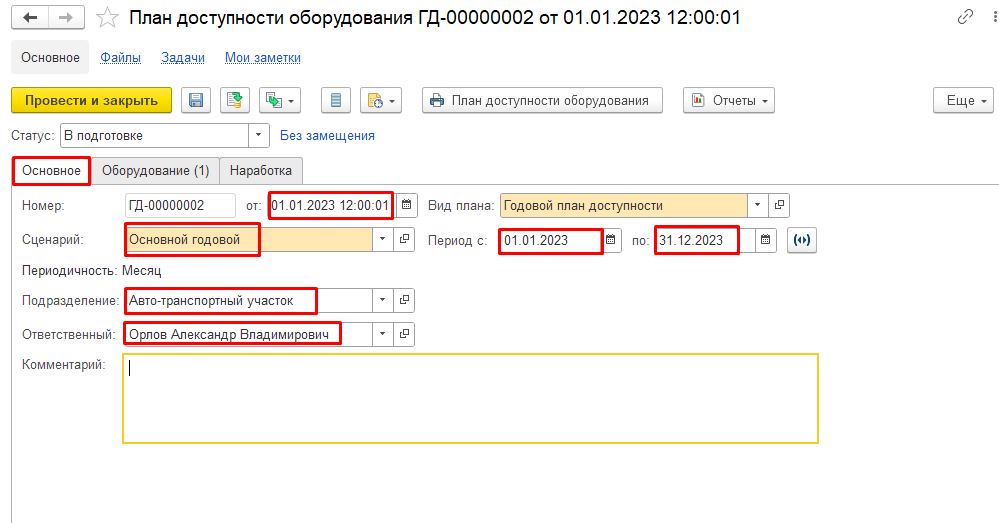 План доступности оборудования ГД-00000002 от 01.01.2023 12:00:01
Основное Файлы Задачи Мои заметки
Провести и закрыть План доступности оборудования Отчеты Еще
Статус: В подготовке Без замещения
Основное Оборудование (1) Наработка
Номер: ГД-00000002 от: 01.01.2023 12:00:01 Вид плана: Годовой план доступности
Сценарий: Основной годовой Период с: 01.01.2023 по: 31.12.2023
Периодичность: Месяц
Подразделение: Авто-транспортный участок
Ответственный: Орлов Александр Владимирович
Комментарий: